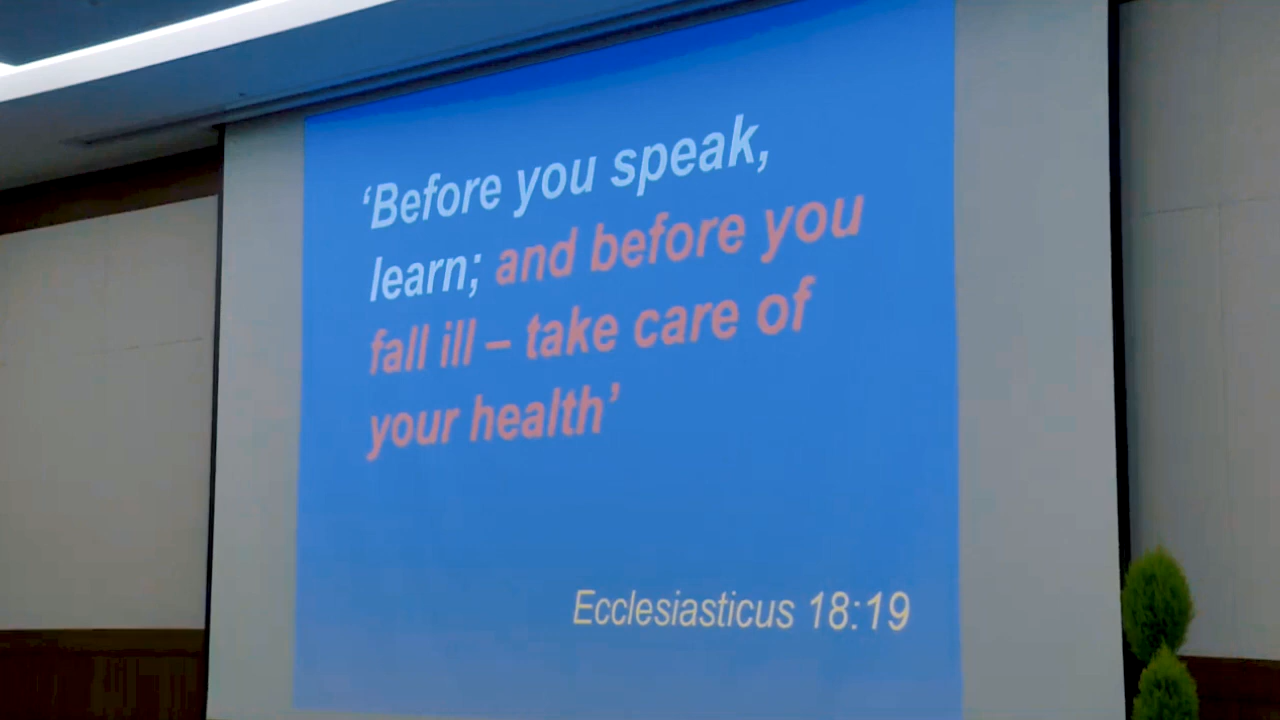 ‘Before you speak,
learn; and before you
fall ill – take care of
your health’
Ecclesiasticus 18:19